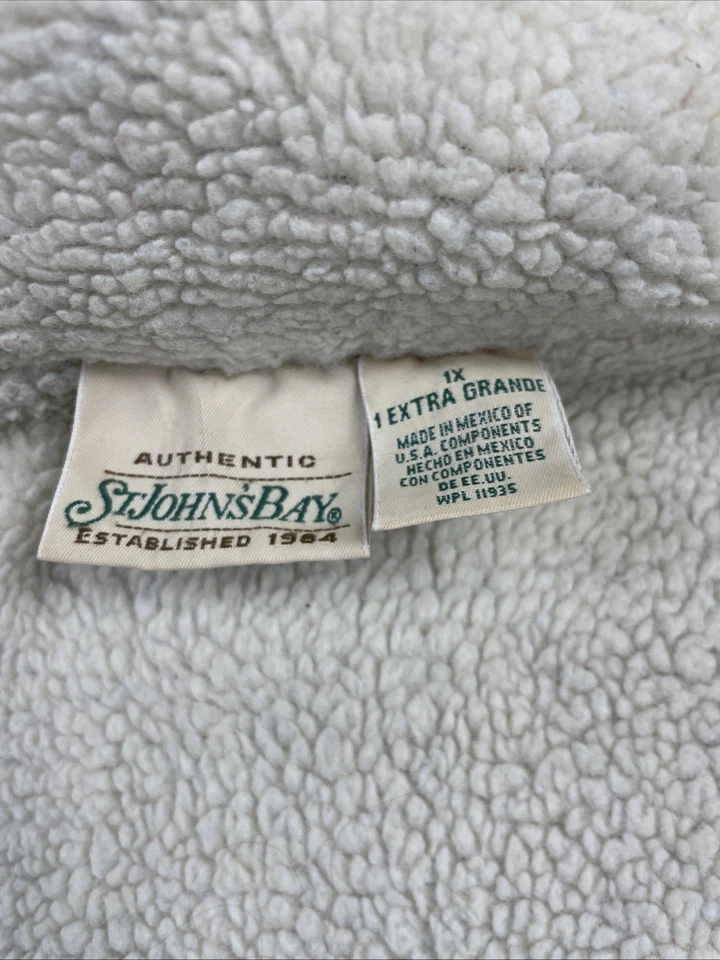 AUTHENTIC
ST. JOHN'S BAY®
ESTABLISHED 1984
1X
1 EXTRA GRANDE
MADE IN MEXICO OF
U.S.A. COMPONENTS
HECHO EN MEXICO
CON COMPONENTES
DE EE.UU.
WPL 11935